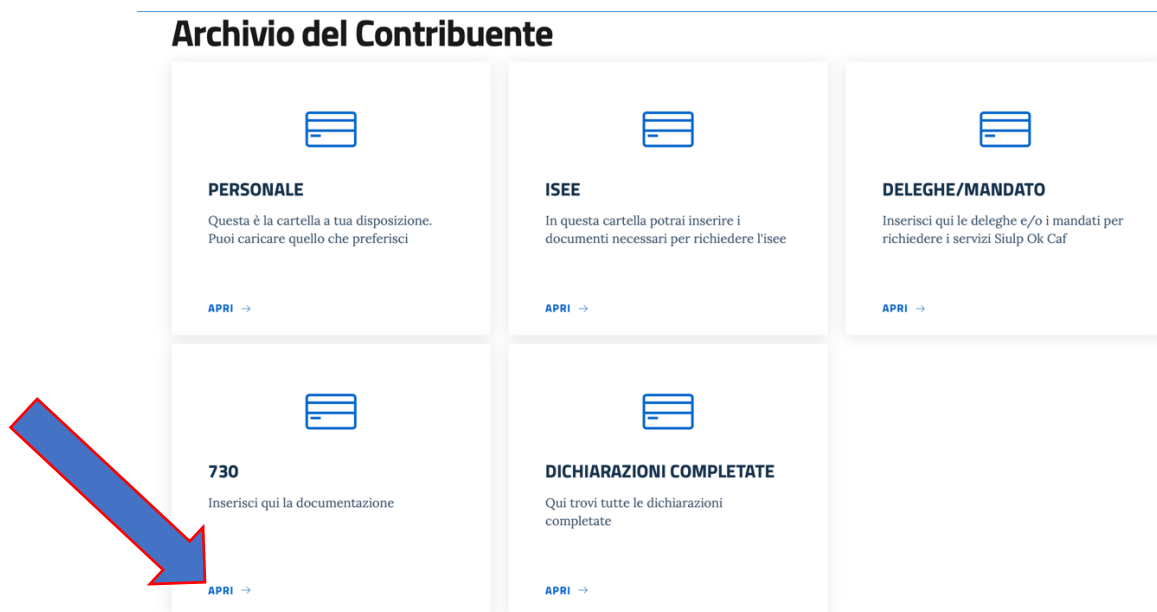 Archivio del Contribuente
PERSONALE
Questa è la cartella a tua disposizione.
Puoi caricare quello che preferisci
APRI →
ISEE
In questa cartella potrai inserire i
documenti necessari per richiedere l'isee
APRI →
DELEGHE/MANDATO
Inserisci qui le deleghe e/o i mandati per
richiedere i servizi Siulp Ok Caf
APRI →
730
Inserisci qui la documentazione
APRI →
DICHIARAZIONI COMPLETATE
Qui trovi tutte le dichiarazioni
completate
APRI →